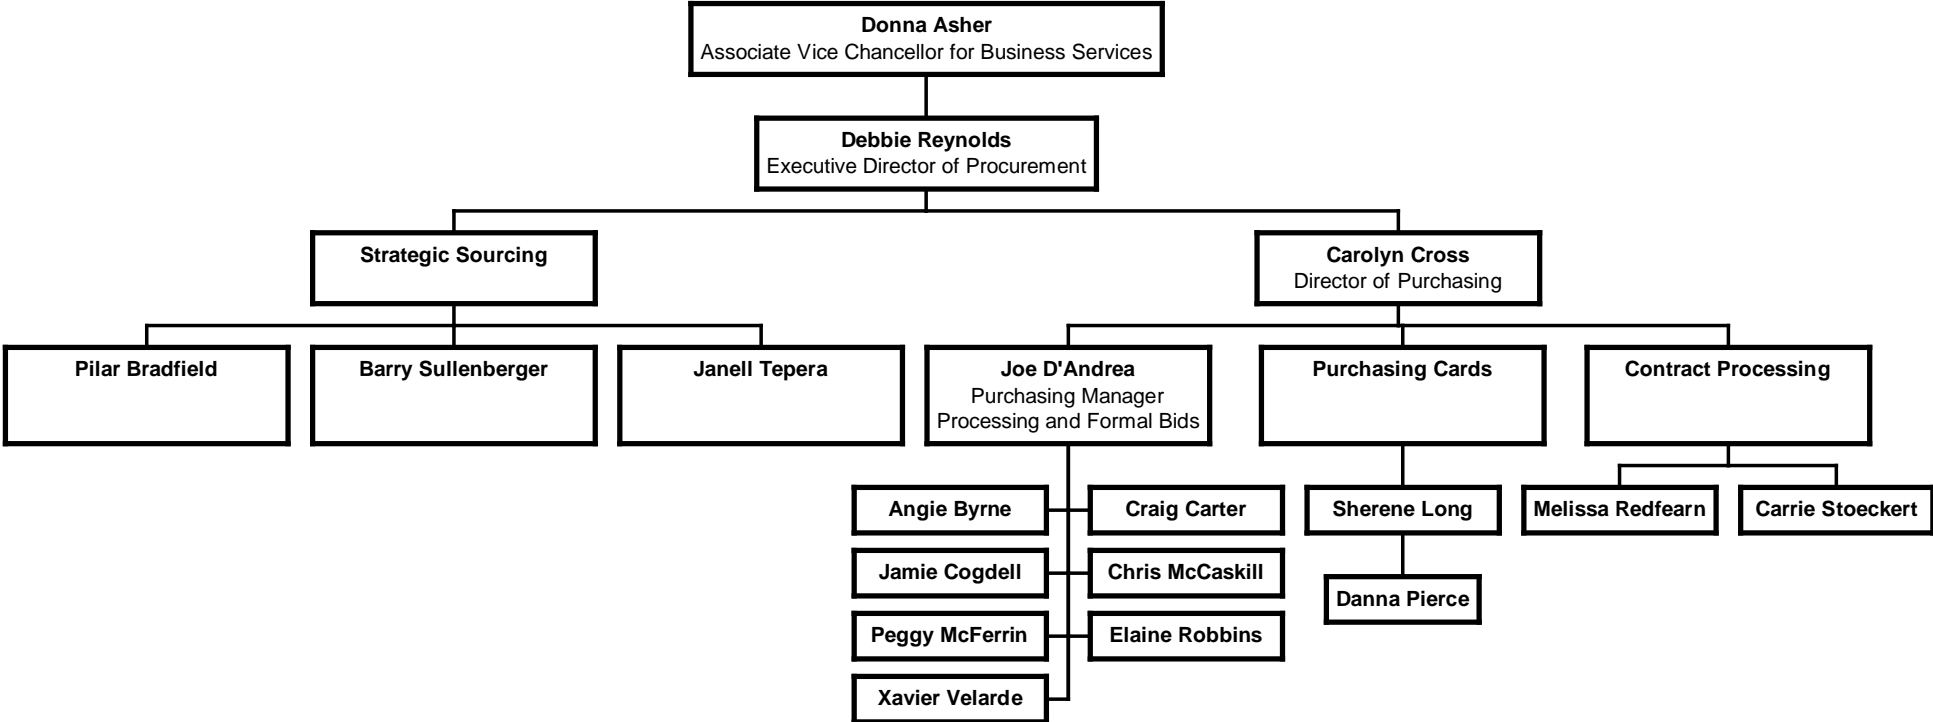 Donna Asher
Associate Vice Chancellor for Business Services
Debbie Reynolds
Executive Director of Procurement
Strategic Sourcing
Carolyn Cross
Director of Purchasing
Pilar Bradfield
Barry Sullenberger
Janell Tepera
Joe D'Andrea
Purchasing Manager
Processing and Formal Bids
Purchasing Cards
Contract Processing
Angie Byrne
Craig Carter
Sherene Long
Melissa Redfearn
Carrie Stoeckert
Jamie Cogdell
Chris McCaskill
Danna Pierce
Peggy McFerrin
Elaine Robbins
Xavier Velarde